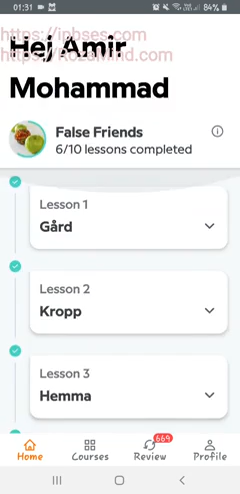 01:31
84%
https://ipbses.com
Hej Amir
https://RozaMind.com
Mohammad
False Friends
6/10 lessons completed
Lesson 1
Gård
Lesson 2
Kropp
Lesson 3
Hemma
669
Home
Courses
Review
Profile